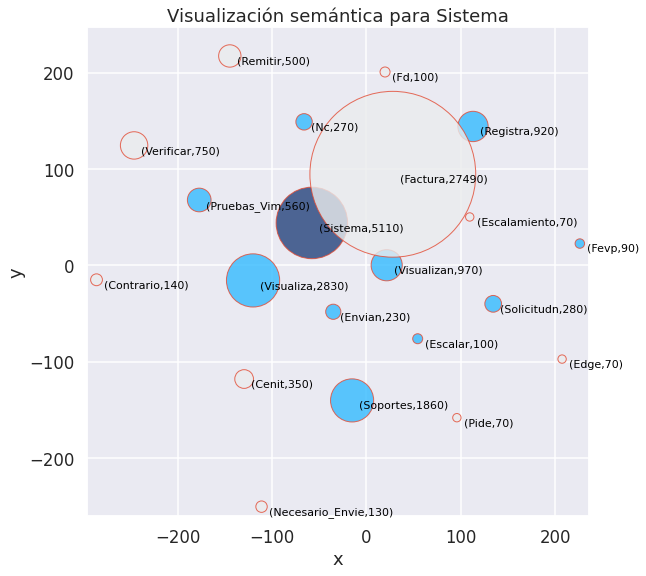 Visualización semántica para Sistema
(Remitir,500)
(Fd,100)
200
(Nc,270)
(Registra,920)
(Verificar,750)
(Factura,27490)
100
(Pruebas_Vim,560)
(Escalamiento,70)
(Sistema,5110)
(Fevp,90)
0
(Visualizan,970)
(Contrario,140)
(Visualiza,2830)
(Solicitudn,280)
(Envian,230)
y
(Escalar,100)
−100
(Edge,70)
(Cenit,350)
(Soportes,1860)
(Pide,70)
−200
(Necesario_Envie,130)
−200 −100 0 100 200
x